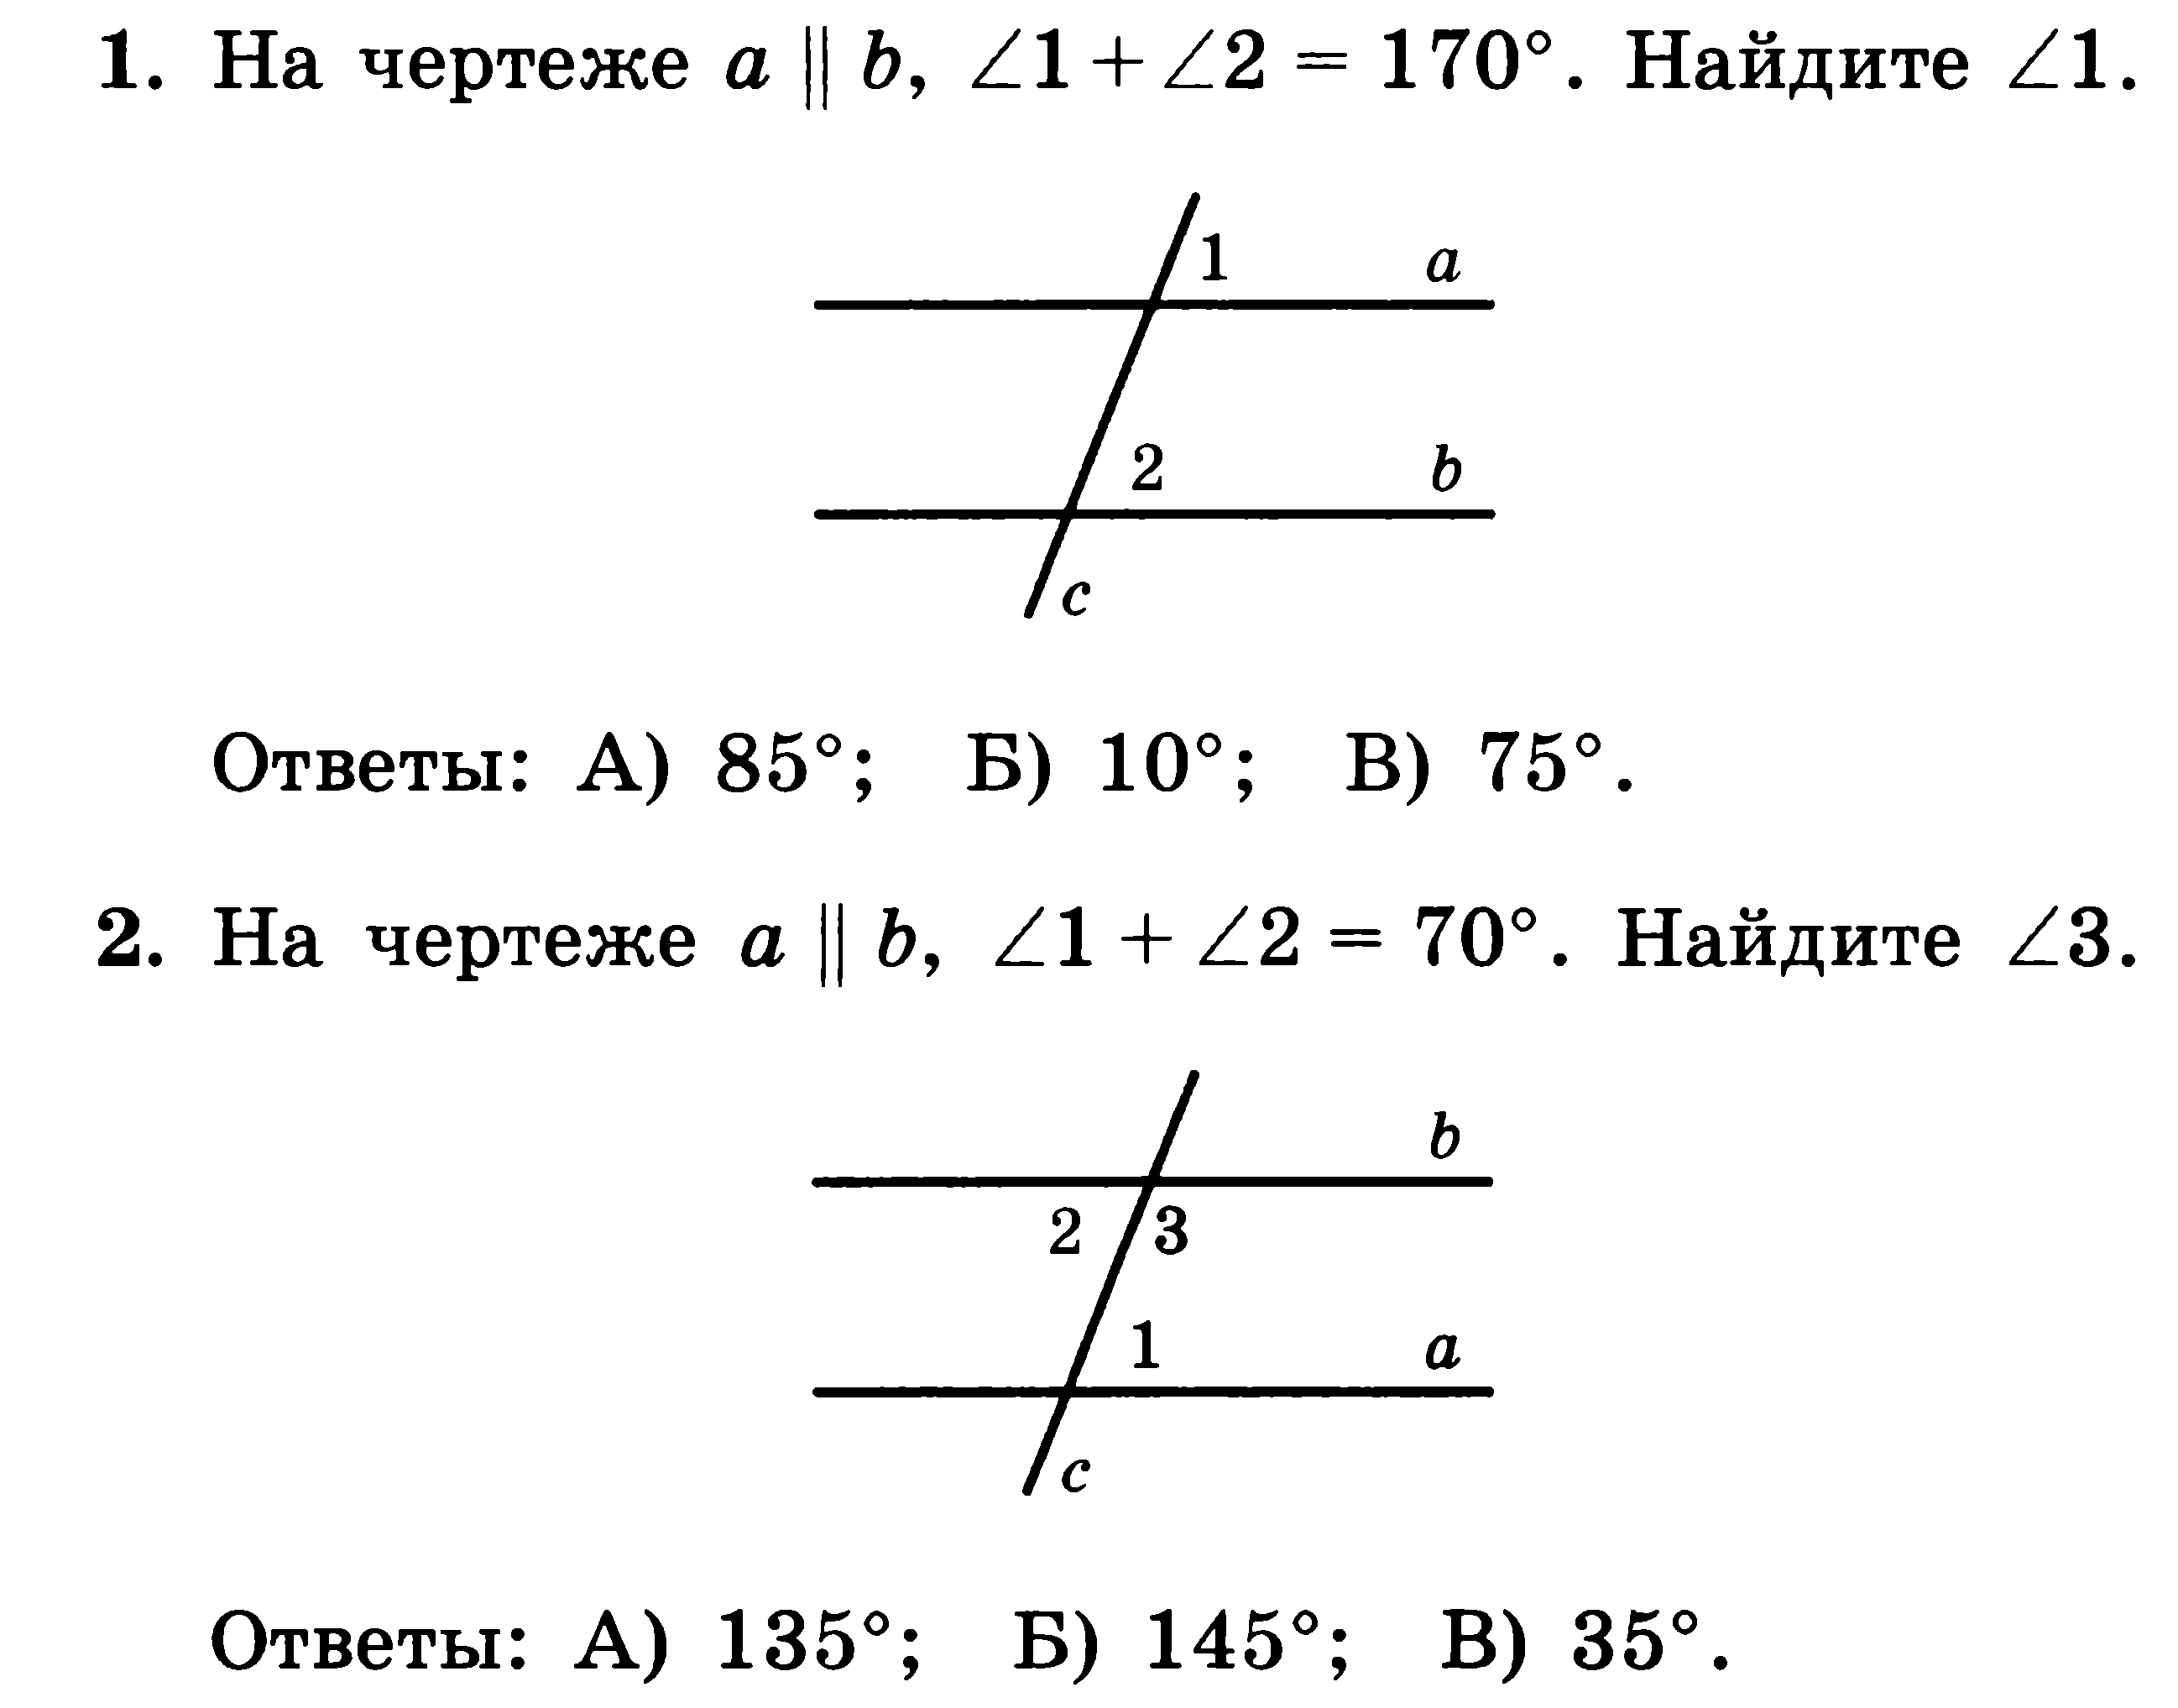 1. На чертеже a ∥ b, ∠1 + ∠2 = 170°. Найдите ∠1.
1
a
2
b
c
Ответы: А) 85°; Б) 10°; В) 75°.
2. На чертеже a ∥ b, ∠1 + ∠2 = 70°. Найдите ∠3.
b
2 3
1
a
c
Ответы: А) 135°; Б) 145°; В) 35°.